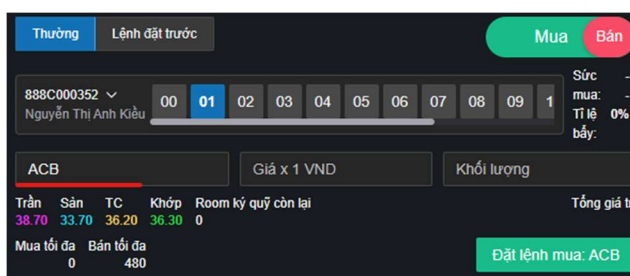 Thường Lệnh đặt trước Mua Bán
888C000352
Nguyễn Thị Anh Kiều
00 01 02 03 04 05 06 07 08 09 1
Sức mua: - -
Tỉ lệ bẩy: 0%
ACB Giá x 1 VND Khối lượng
Trần Sàn TC Khớp Room ký quỹ còn lại Tổng giá tr
38.70 33.70 36.20 36.30 0
Mua tối đa Bán tối đa
0 480
Đặt lệnh mua: ACB